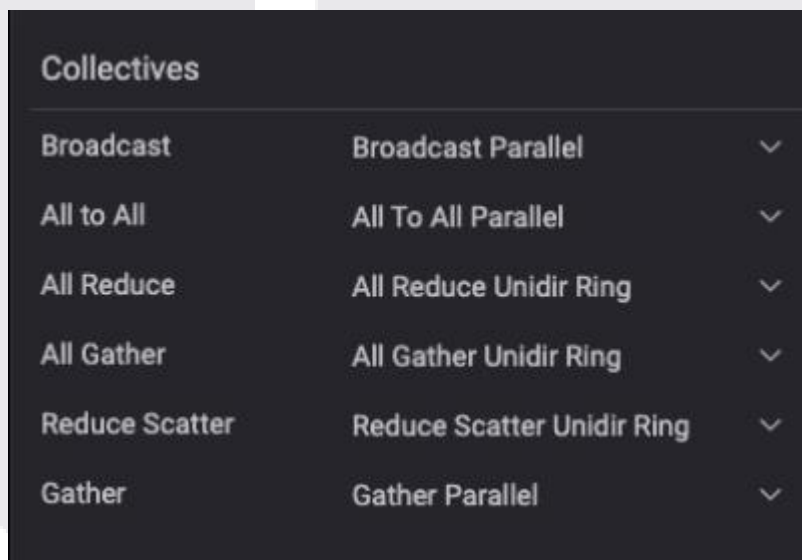 Collectives
Broadcast Broadcast Parallel
All to All All To All Parallel
All Reduce All Reduce Unidir Ring
All Gather All Gather Unidir Ring
Reduce Scatter Reduce Scatter Unidir Ring
Gather Gather Parallel